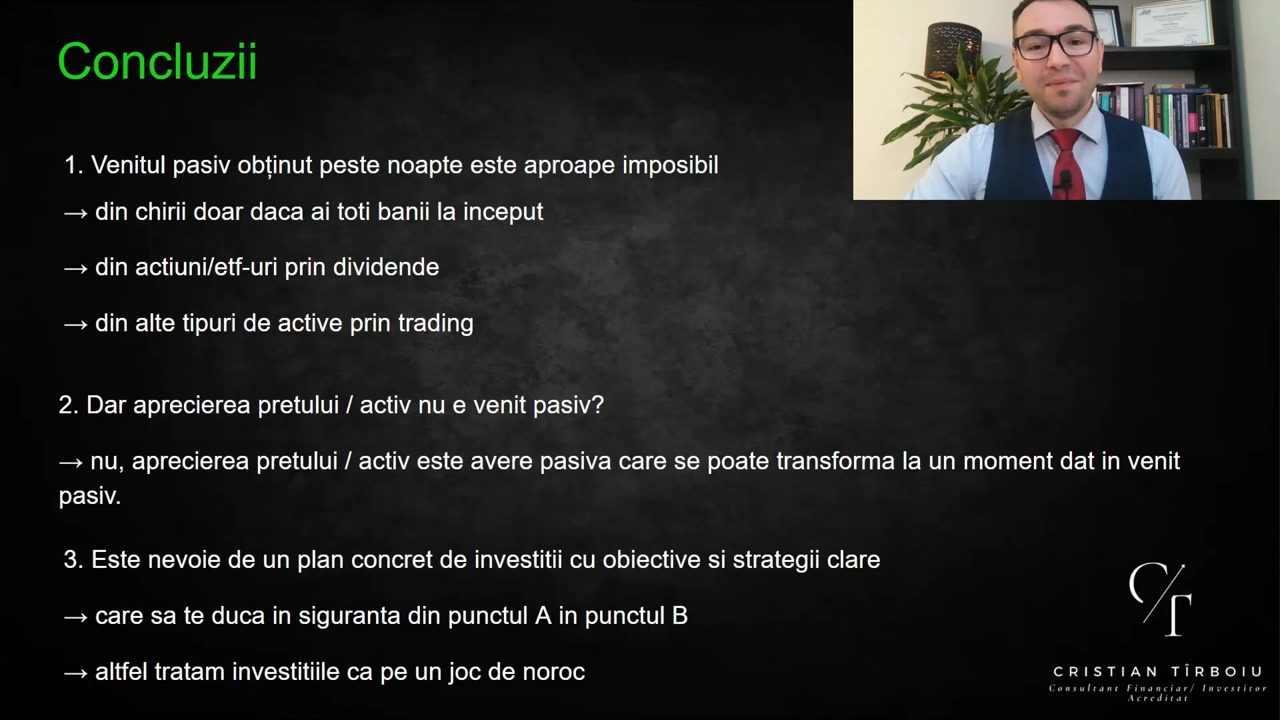 Concluzii
1. Venitul pasiv obținut peste noapte este aproape imposibil
→ din chirii doar daca ai toti banii la inceput
→ din actiuni/etf-uri prin dividende
→ din alte tipuri de active prin trading
2. Dar aprecierea pretului / activ nu e venit pasiv?
→ nu, aprecierea pretului / activ este avere pasiva care se poate transforma la un moment dat in venit
pasiv.
3. Este nevoie de un plan concret de investitii cu obiective si strategii clare
→ care sa te duca in siguranta din punctul A in punctul B
→ altfel tratam investitiile ca pe un joc de noroc
CT
CRISTIAN TÎRBOIU
Consultant Financiar/ Investitor
Acreditat